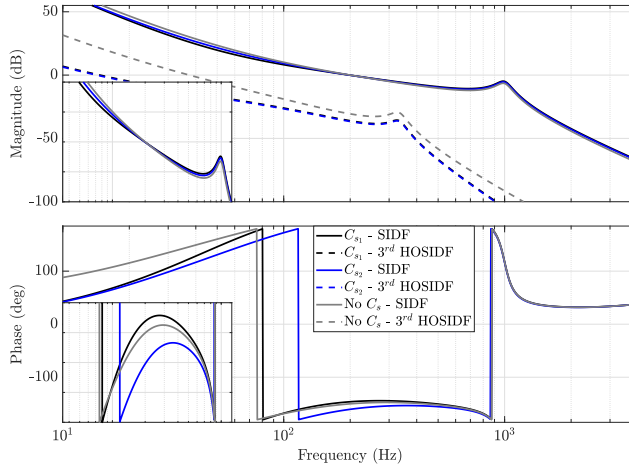 50
0
-50
-100
Magnitude (dB)
100
0
-100
Phase (deg)
C_{s_1} - SIDF
C_{s_1} - 3^{rd} HOSIDF
C_{s_2} - SIDF
C_{s_2} - 3^{rd} HOSIDF
No C_s - SIDF
No C_s - 3^{rd} HOSIDF
10^1
10^2
10^3
Frequency (Hz)